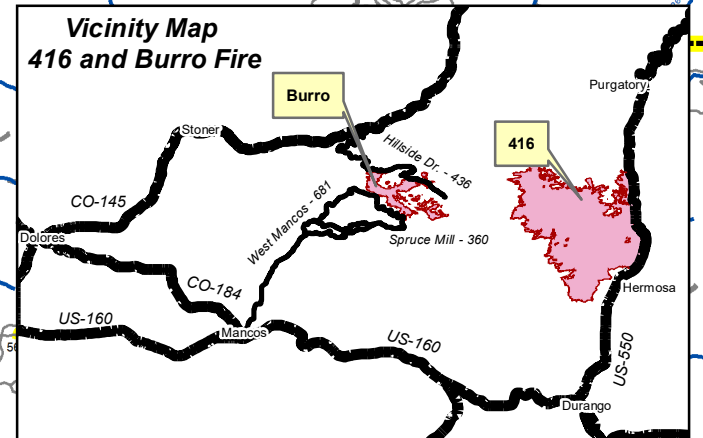 Vicinity Map
416 and Burro Fire
Purgatory
Burro
Stoner
416
Hillside Dr. - 436
West Mancos - 681
CO-145
Dolores
Spruce Mill - 360
CO-184
Hermosa
US-160
Mancos
US-160
US-550
Durango